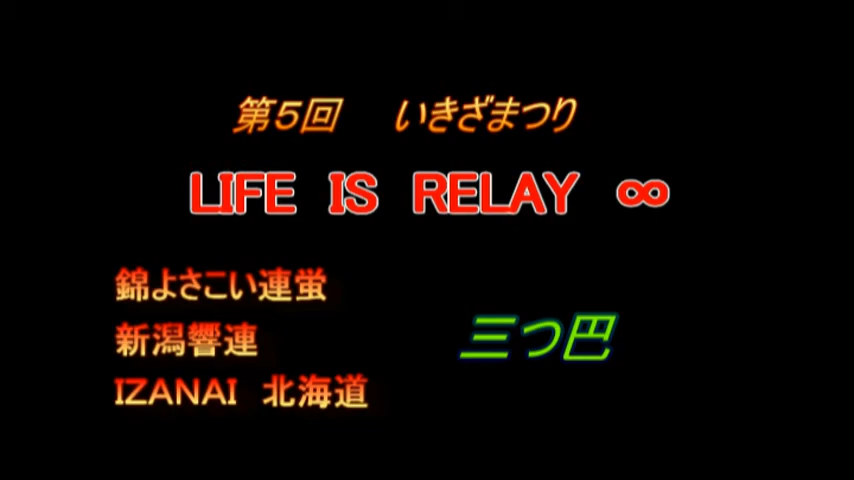 第５回　いきざまつり
LIFE IS RELAY ∞
錦よさこい連蛍
新潟響連
IZANAI 北海道
三つ巴